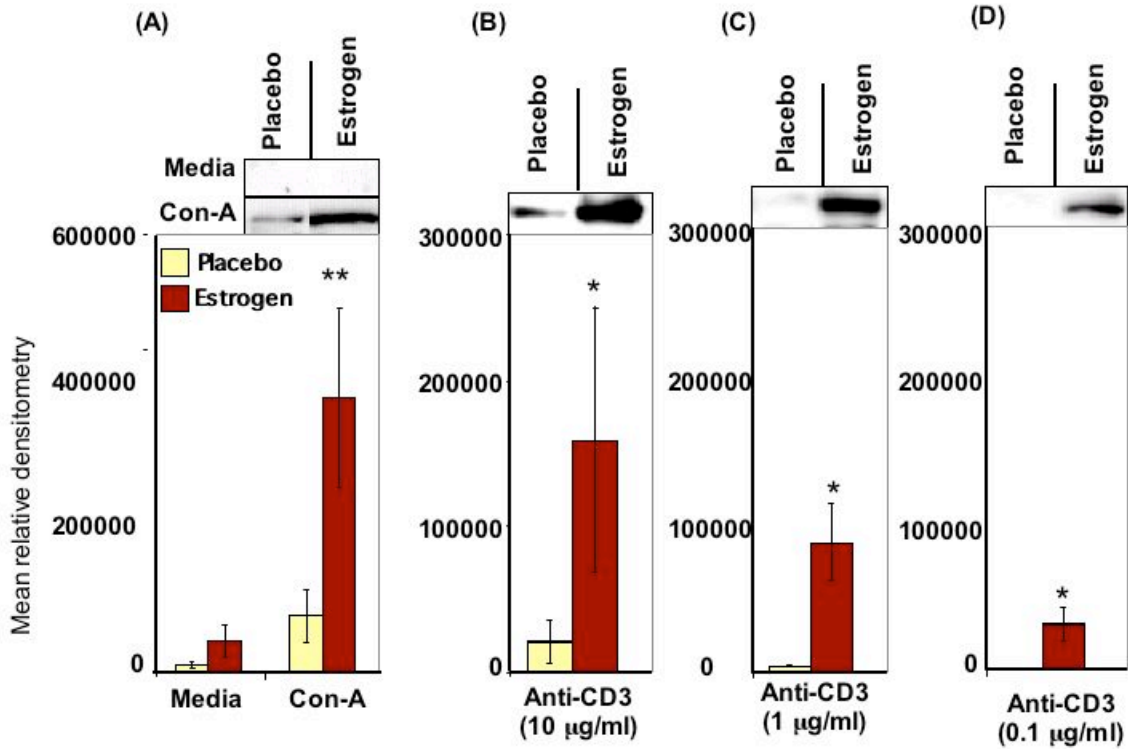 (A)
Placebo
Estrogen
Media
Con-A
600000
400000
200000
0
Placebo
Estrogen
**
Mean relative densitometry
Media
Con-A
(B)
Placebo
Estrogen
300000
200000
100000
0
*
Anti-CD3
(10 μg/ml)
(C)
Placebo
Estrogen
300000
200000
100000
0
*
Anti-CD3
(1 μg/ml)
(D)
Placebo
Estrogen
300000
200000
100000
0
*
Anti-CD3
(0.1 μg/ml)